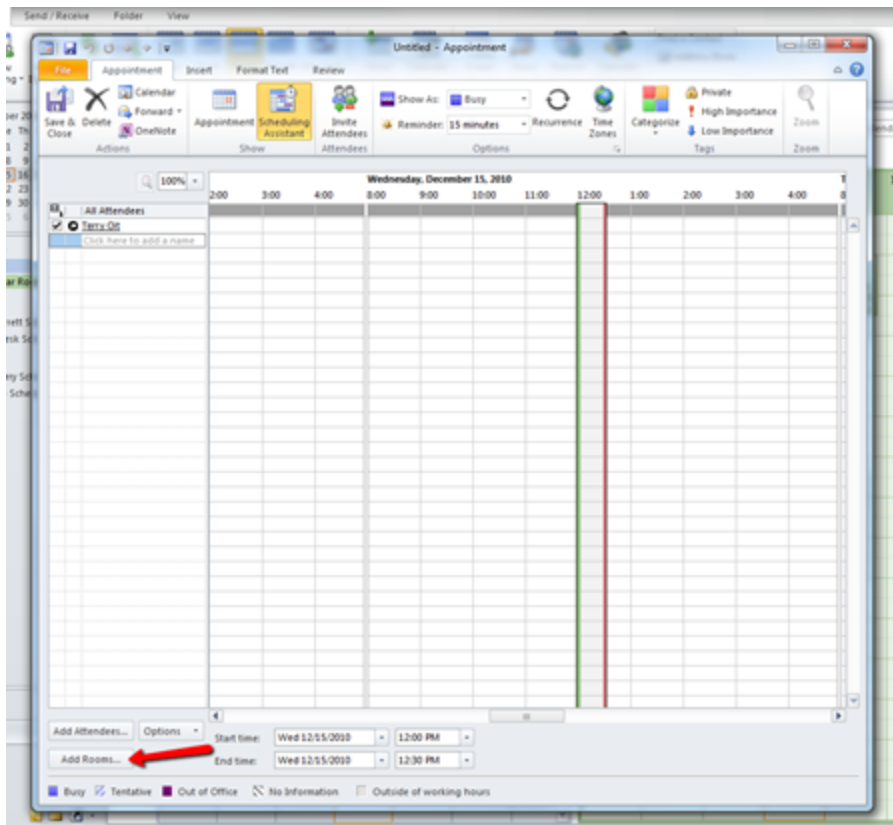 Send / Receive Folder View
Untitled - Appointment
File Appointment Insert Format Text Review
Save & Close
Delete
Calendar
Forward
OneNote
Actions
Appointment
Scheduling Assistant
Show
Invite Attendees
Attendees
Show As: Busy
Reminder: 15 minutes
Recurrence
Time Zones
Options
Categorize
Private
High Importance
Low Importance
Tags
Zoom
Zoom
100%
Wednesday, December 15, 2010
2:00 3:00 4:00 8:00 9:00 10:00 11:00 12:00 1:00 2:00 3:00 4:00
All Attendees
Terry Oit
Click here to add a name
Add Attendees... Options
Start time: Wed 12/15/2010 12:00 PM
Add Rooms...
End time: Wed 12/15/2010 12:30 PM
Busy Tentative Out of Office No Information Outside of working hours